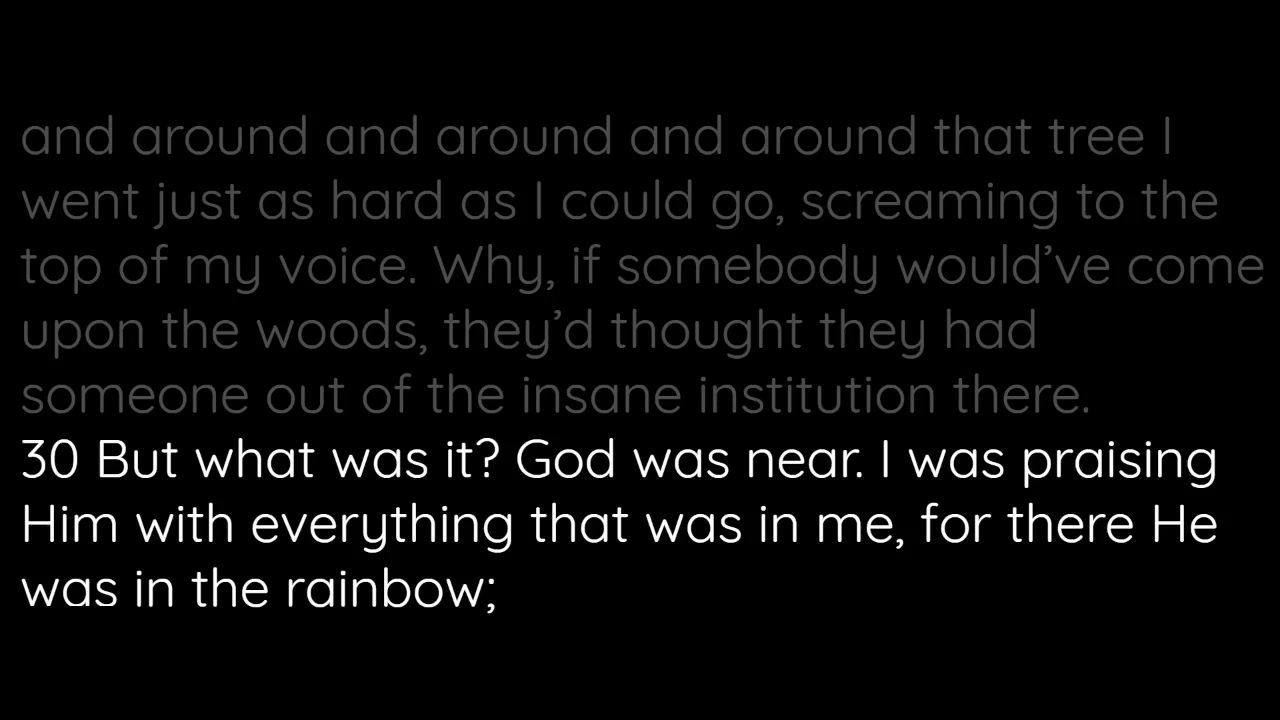 and around and around and around that tree I
went just as hard as I could go, screaming to the
top of my voice. Why, if somebody would’ve come
upon the woods, they’d thought they had
someone out of the insane institution there.
30 But what was it? God was near. I was praising
Him with everything that was in me, for there He
was in the rainbow;